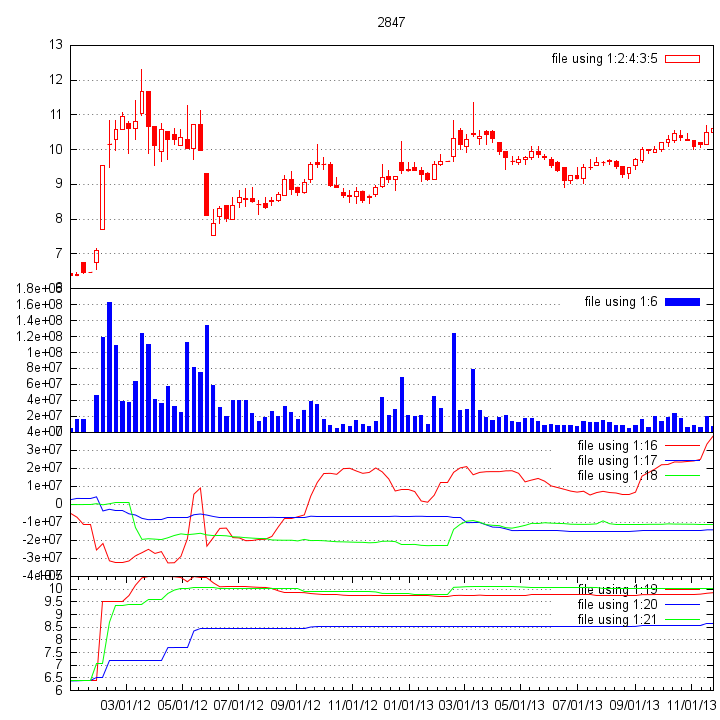 2847
13
file using 1:2:4:3:5
12
11
10
9
8
7
1.8e+08
file using 1:6
1.6e+08
1.4e+08
1.2e+08
1e+08
8e+07
6e+07
4e+07
2e+07
file using 1:16
3e+07
file using 1:17
2e+07
file using 1:18
1e+07
0
-1e+07
-2e+07
-3e+07
10
file using 1:19
9.5
file using 1:20
9
file using 1:21
8.5
8
7.5
7
6.5
6
03/01/12 05/01/12 07/01/12 09/01/12 11/01/12 01/01/13 03/01/13 05/01/13 07/01/13 09/01/13 11/01/13